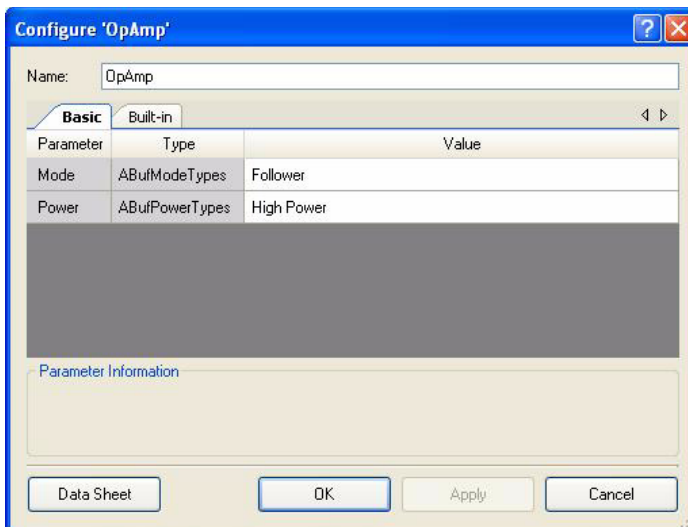 Configure 'OpAmp'
Name: OpAmp
Basic Built-in
Parameter Type Value
Mode ABufModeTypes Follower
Power ABufPowerTypes High Power
Parameter Information
Data Sheet OK Apply Cancel